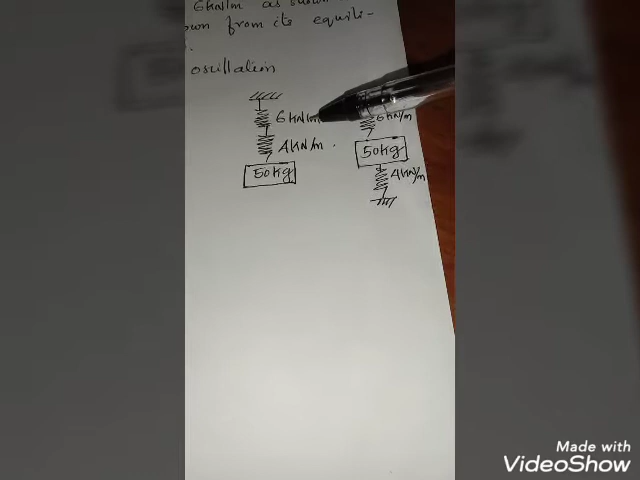 6kN/m as shown
own from its equili-
oscillation
6kN/m
4kN/m.
50kg
6kN/m
50kg
4kN/m
Made with
VideoShow